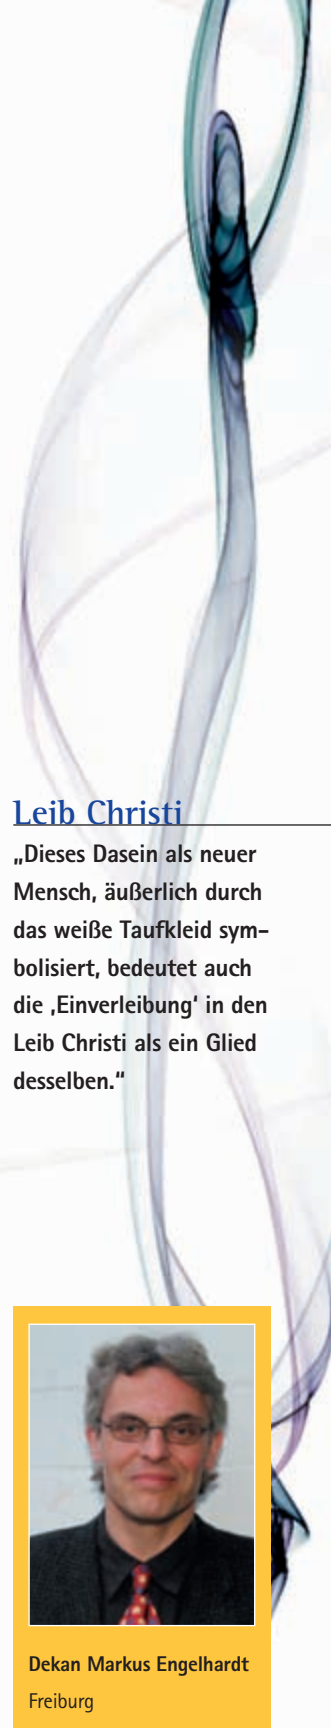 Leib Christi
„Dieses Dasein als neuer
Mensch, äußerlich durch
das weiße Taufkleid sym-
bolisiert, bedeutet auch
die ‚Einverleibung‘ in den
Leib Christi als ein Glied
desselben.“
Dekan Markus Engelhardt
Freiburg